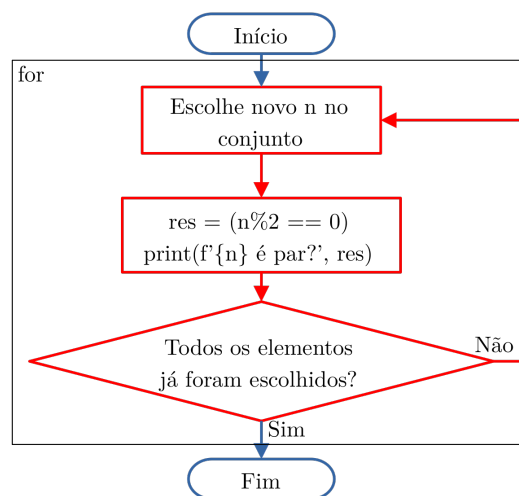 Início
for
Escolhe novo n no
conjunto
res = (n%2 == 0)
print(f'{n} é par?', res)
Todos os elementos
já foram escolhidos?
Não
Sim
Fim